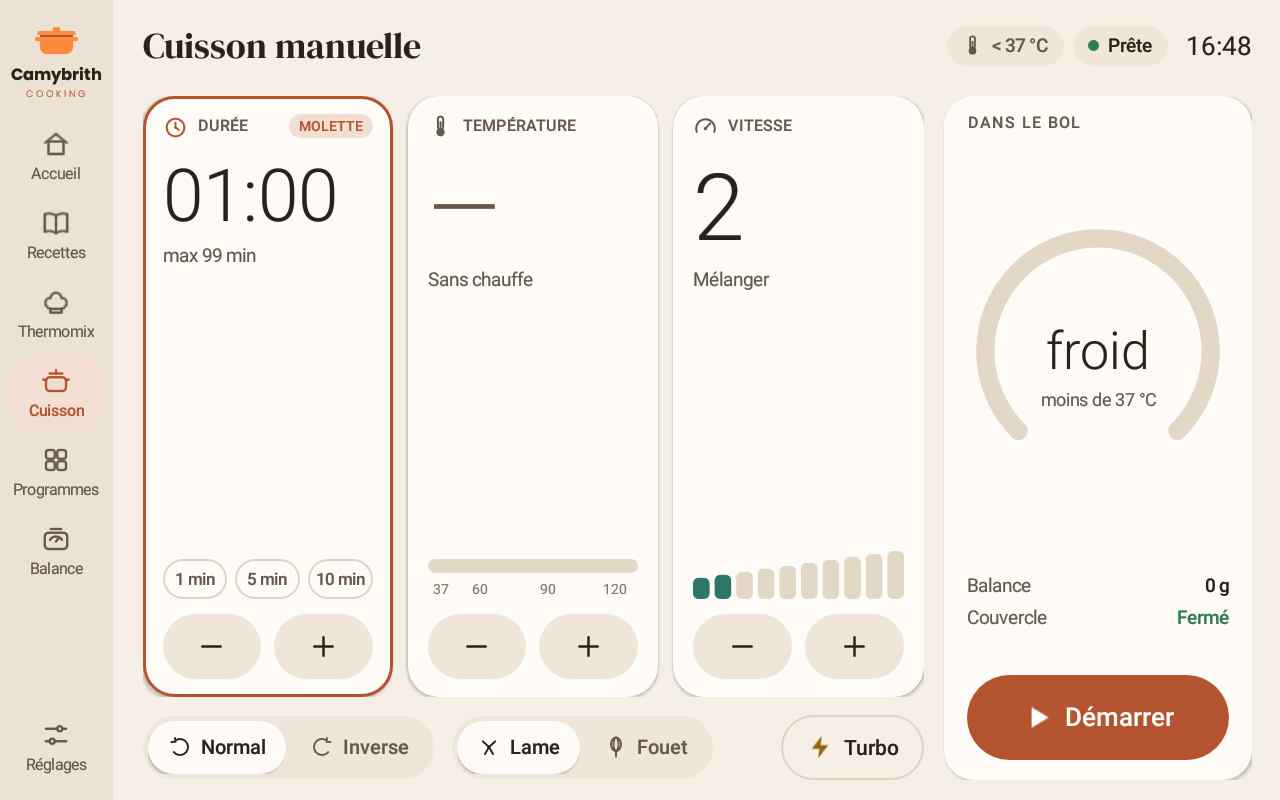 Camybrith
COOKING
Accueil
Recettes
Thermomix
Cuisson
Programmes
Balance
Réglages
Cuisson manuelle
< 37 °C
Prête
16:48
DURÉE
MOLETTE
01:00
max 99 min
1 min
5 min
10 min
− +
TEMPÉRATURE
—
Sans chauffe
37 60 90 120
− +
VITESSE
2
Mélanger
− +
Normal
Inverse
Lame
Fouet
Turbo
DANS LE BOL
froid
moins de 37 °C
Balance 0 g
Couvercle Fermé
Démarrer